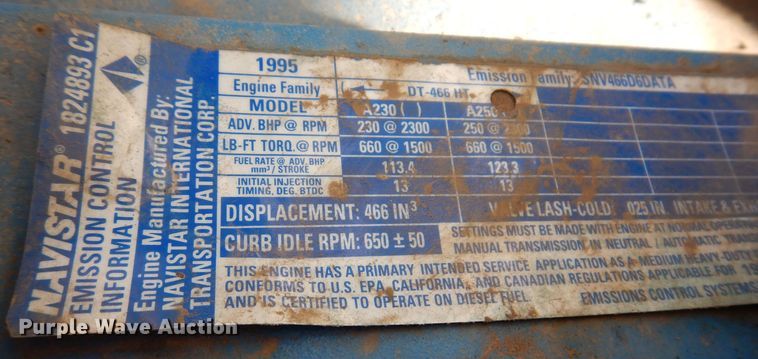 NAVISTAR® 1824893 C1
EMISSION CONTROL
INFORMATION
Engine Manufactured By:
NAVISTAR INTERNATIONAL
TRANSPORTATION CORP.
1995 Emission Family: SNV466D6DATA
Engine Family DT-466 HT
MODEL A230 ( ) A250 ( )
ADV. BHP @ RPM 230 @ 2300 250 @ 2300
LB-FT TORQ. @ RPM 660 @ 1500 660 @ 1500
FUEL RATE @ ADV. BHP
mm³ / STROKE 113.4 123.3
INITIAL INJECTION
TIMING, DEG. BTDC 13 13
DISPLACEMENT: 466 IN³ VALVE LASH-COLD: .025 IN. INTAKE &
CURB IDLE RPM: 650 ± 50 SETTINGS MUST BE MADE WITH ENGINE AT NORMAL
MANUAL TRANSMISSION IN NEUTRAL / AUTOMATIC
THIS ENGINE HAS A PRIMARY INTENDED SERVICE APPLICATION AS A MEDIUM HEAVY-DUTY
CONFORMS TO U.S. EPA, CALIFORNIA, AND CANADIAN REGULATIONS APPLICABLE FOR
AND IS CERTIFIED TO OPERATE ON DIESEL FUEL. EMISSIONS CONTROL SYSTEMS
Purple Wave Auction